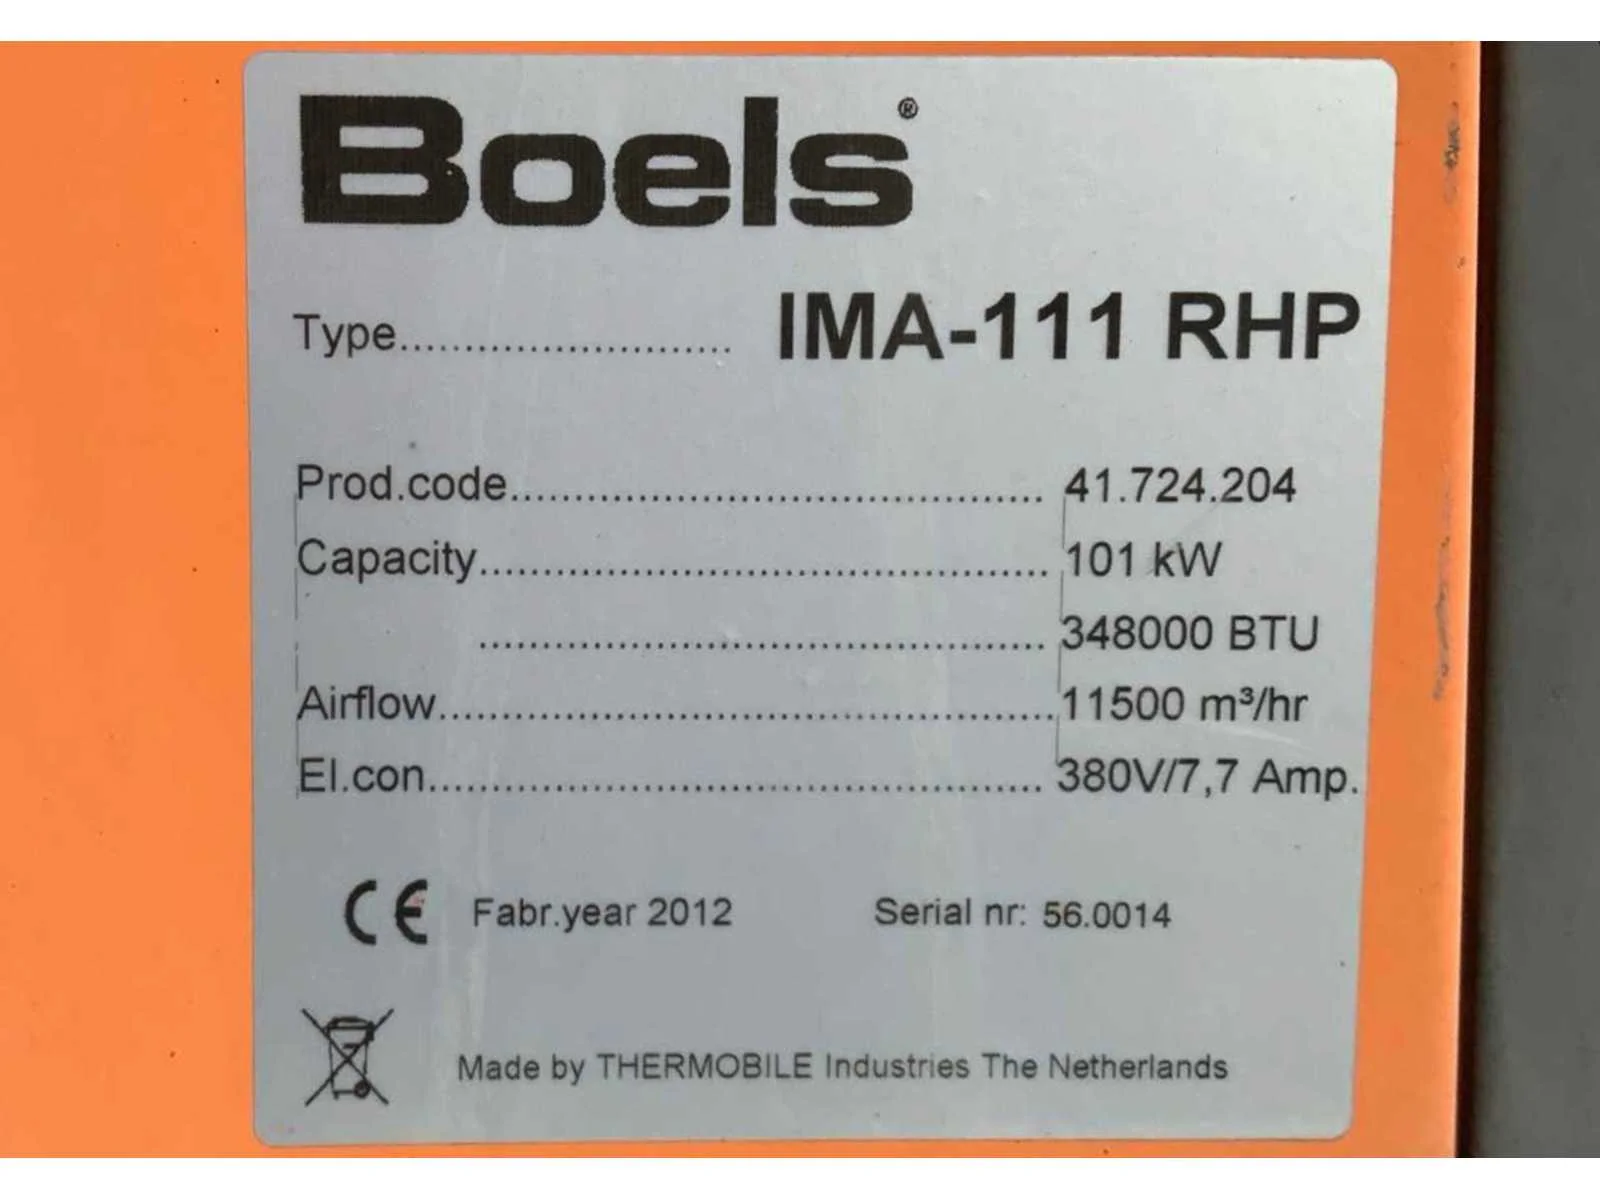 Boels®
Type.......................... IMA-111 RHP
Prod.code.......................................... 41.724.204
Capacity............................................. 101 kW
............................................. 348000 BTU
Airflow................................................ 11500 m³/hr
El.con................................................ 380V/7,7 Amp.
CE Fabr.year 2012 Serial nr: 56.0014
Made by THERMOBILE Industries The Netherlands